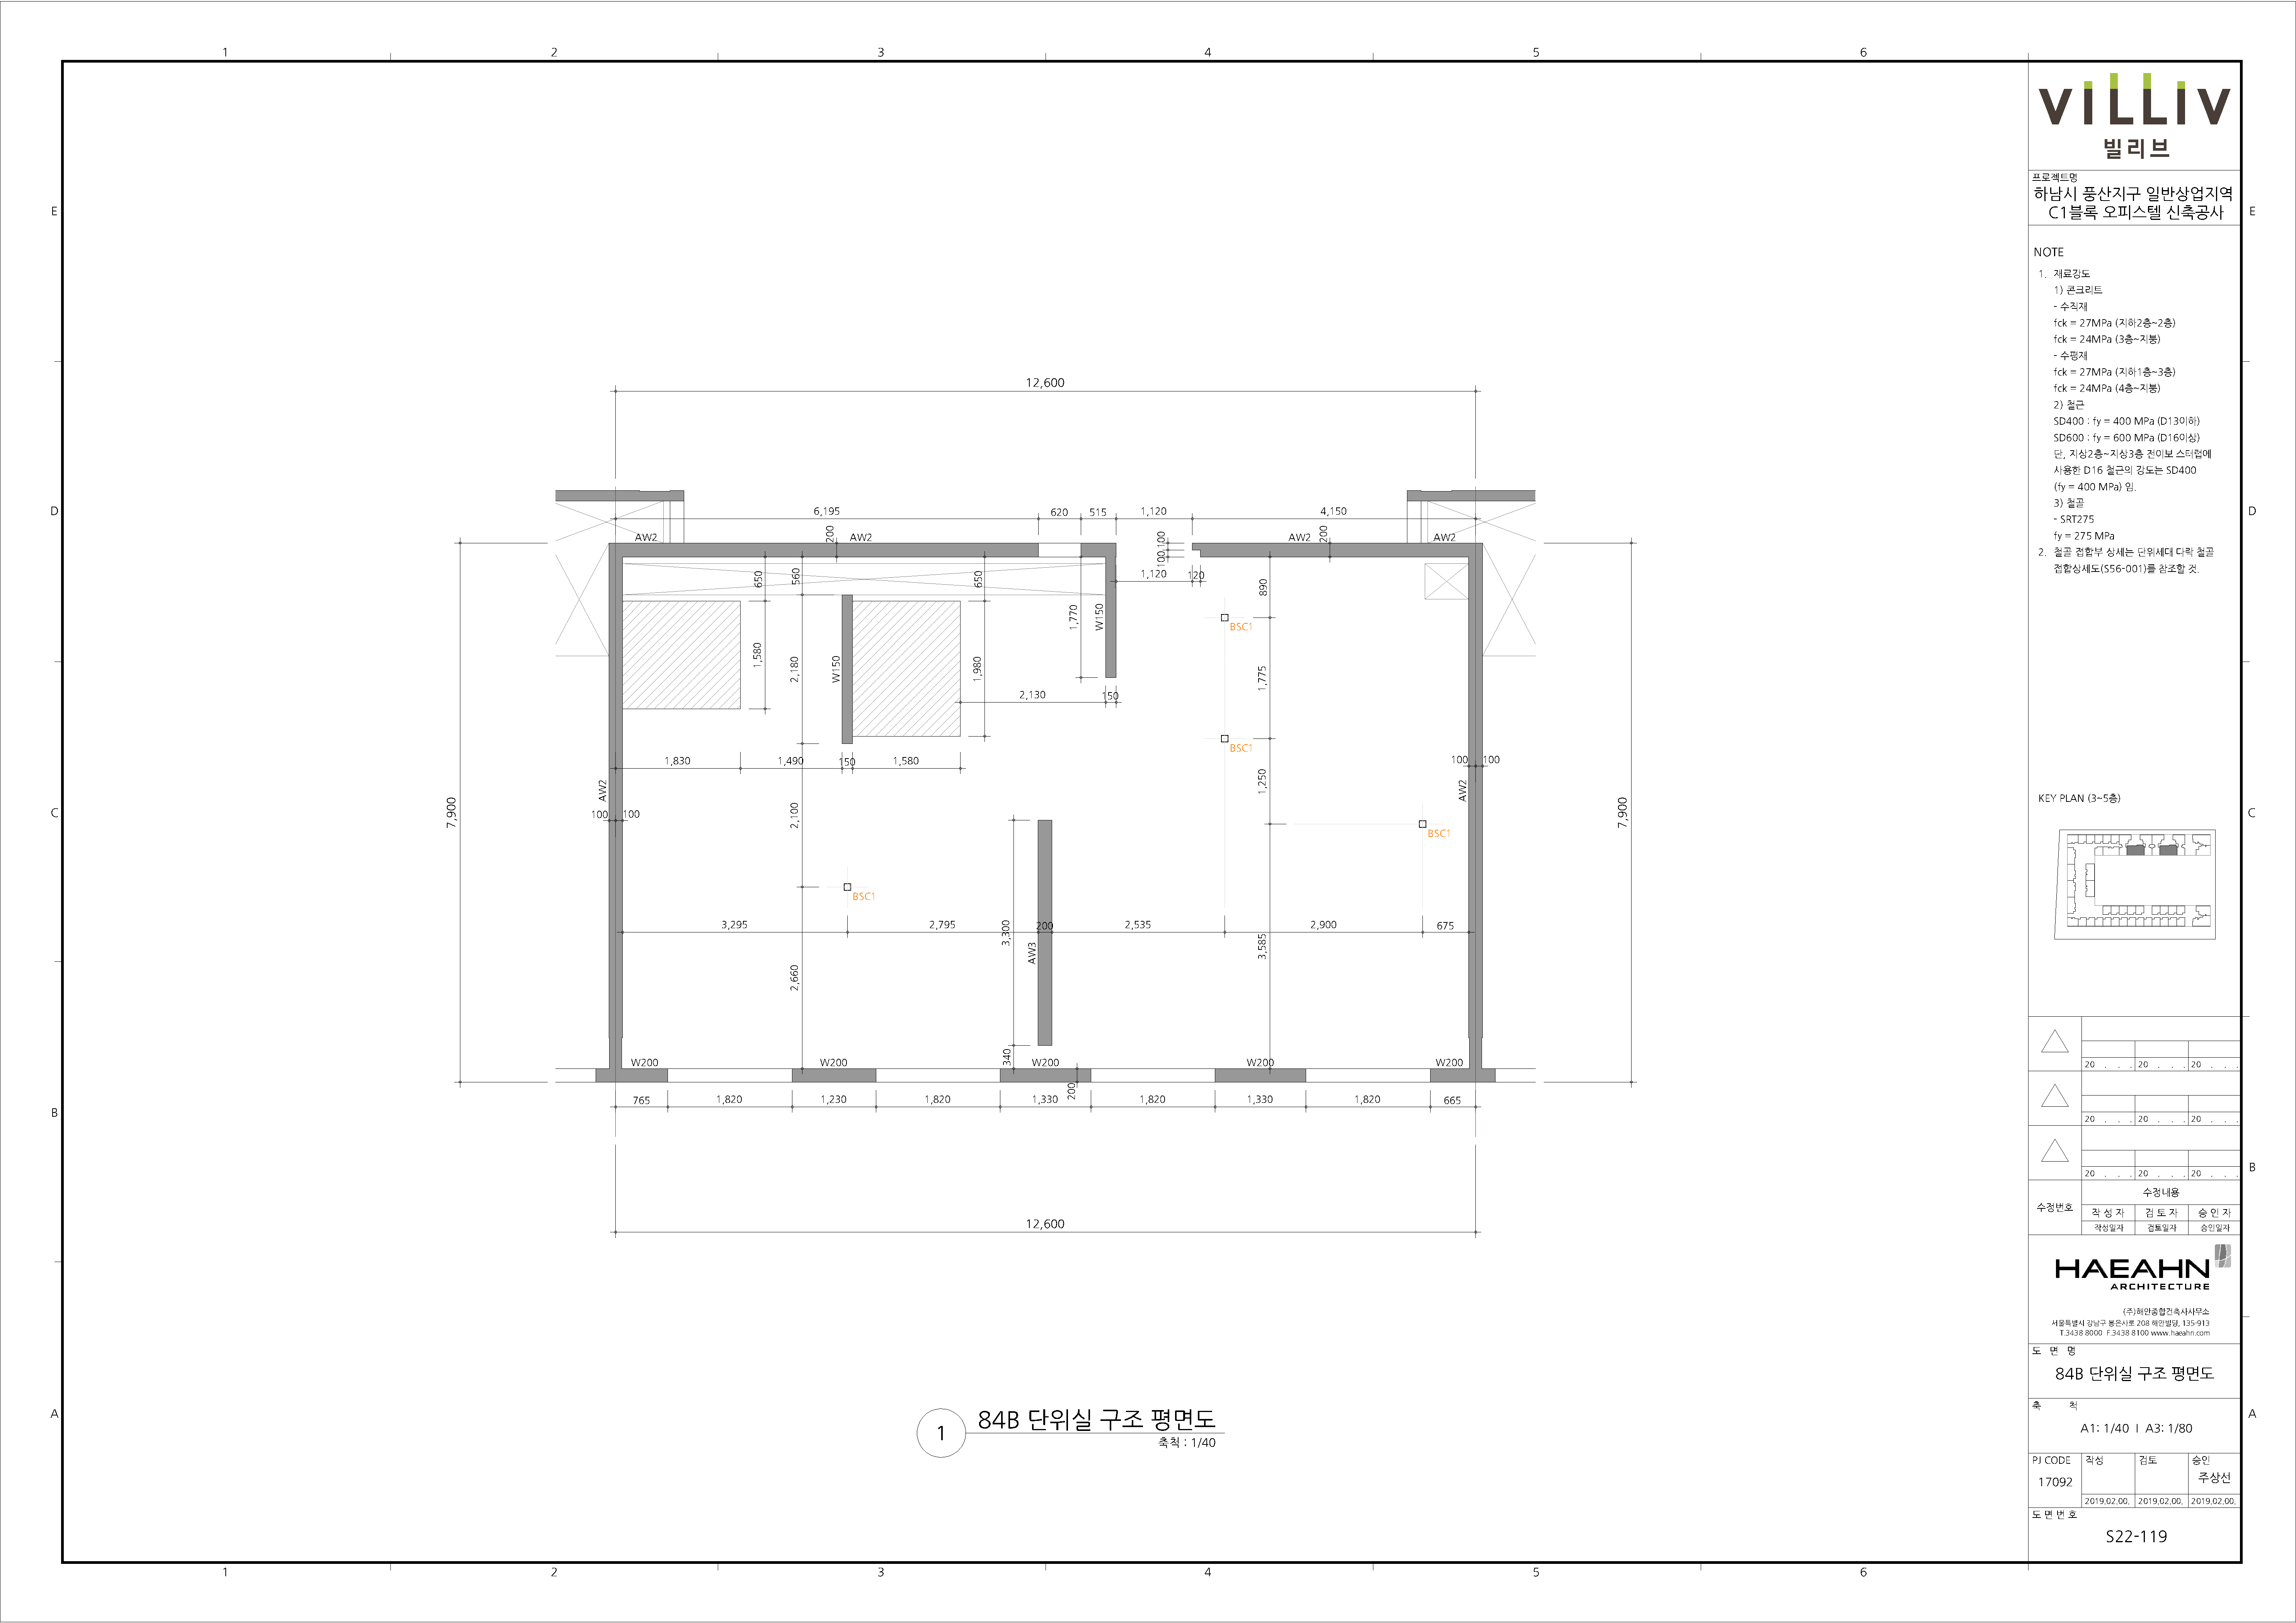 1 2 3 4 5 6
E
D
C
B
A
12,600
6,195 620 515 1,120 4,150
AW2 200 AW2 AW2 200 AW2
100 100
1,120 120
650 560 650 890
1,770 W150
BSC1
1,580 2,180 W150 1,980 1,775
2,130 150
BSC1
1,830 1,490 150 1,580
100 100
AW2 AW2
7,900 7,900
1,250
100 100
2,100
BSC1
BSC1
3,295 2,795 200 2,535 2,900 675
3,300 AW3 3,585
2,660
340
W200 W200 W200 W200 W200
200
765 1,820 1,230 1,820 1,330 1,820 1,330 1,820 665
12,600
1
84B 단위실 구조 평면도
축척 : 1/40
1 2 3 4 5 6
VILLIV
빌리브
프로젝트명
하남시 풍산지구 일반상업지역
C1블록 오피스텔 신축공사
NOTE
1. 재료강도
1) 콘크리트
- 수직재
fck = 27MPa (지하2층~2층)
fck = 24MPa (3층~지붕)
- 수평재
fck = 27MPa (지하1층~3층)
fck = 24MPa (4층~지붕)
2) 철근
SD400 : fy = 400 MPa (D13이하)
SD600 : fy = 600 MPa (D16이상)
단, 지상2층~지상3층 전이보 스터럽에
사용한 D16 철근의 강도는 SD400
(fy = 400 MPa) 임.
3) 철골
- SRT275
fy = 275 MPa
2. 철골 접합부 상세는 단위세대 다락 철골
접합상세도(S56-001)를 참조할 것.
KEY PLAN (3~5층)
20 . . . 20 . . . 20 . . .
20 . . . 20 . . . 20 . . .
20 . . . 20 . . . 20 . . .
수정번호
수정내용
작 성 자 검 토 자 승 인 자
작성일자 검토일자 승인일자
HAEAHN
ARCHITECTURE
(주)해안종합건축사사무소
서울특별시 강남구 봉은사로 208 해안빌딩, 135-913
T.3438 8000 F.3438 8100 www.haeahn.com
도 면 명
84B 단위실 구조 평면도
축 척
A1: 1/40 I A3: 1/80
PJ CODE 작성 검토 승인
17092 주상선
2019.02.00. 2019.02.00. 2019.02.00.
도 면 번 호
S22-119
E
D
C
B
A